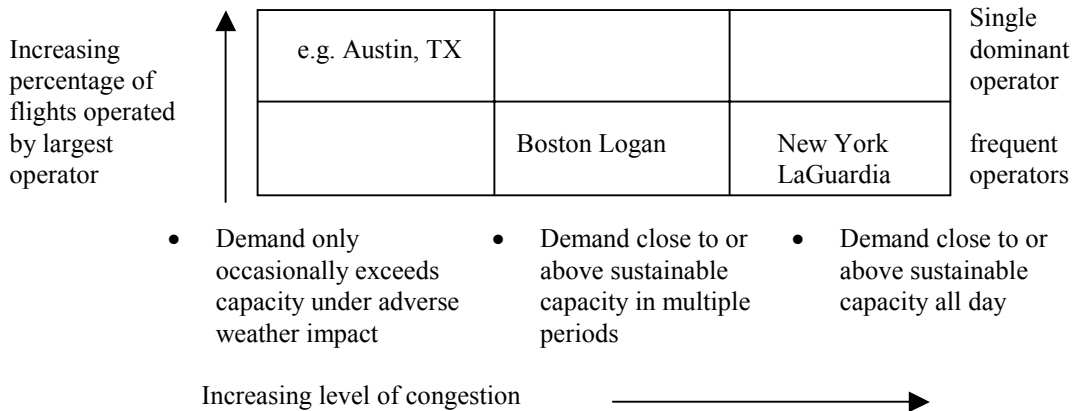 Increasing
percentage of
flights operated
by largest
operator
e.g. Austin, TX
Single
dominant
operator
Boston Logan
New York
LaGuardia
frequent
operators
• Demand only
occasionally exceeds
capacity under adverse
weather impact
• Demand close to or
above sustainable
capacity in multiple
periods
• Demand close to or
above sustainable
capacity all day
Increasing level of congestion